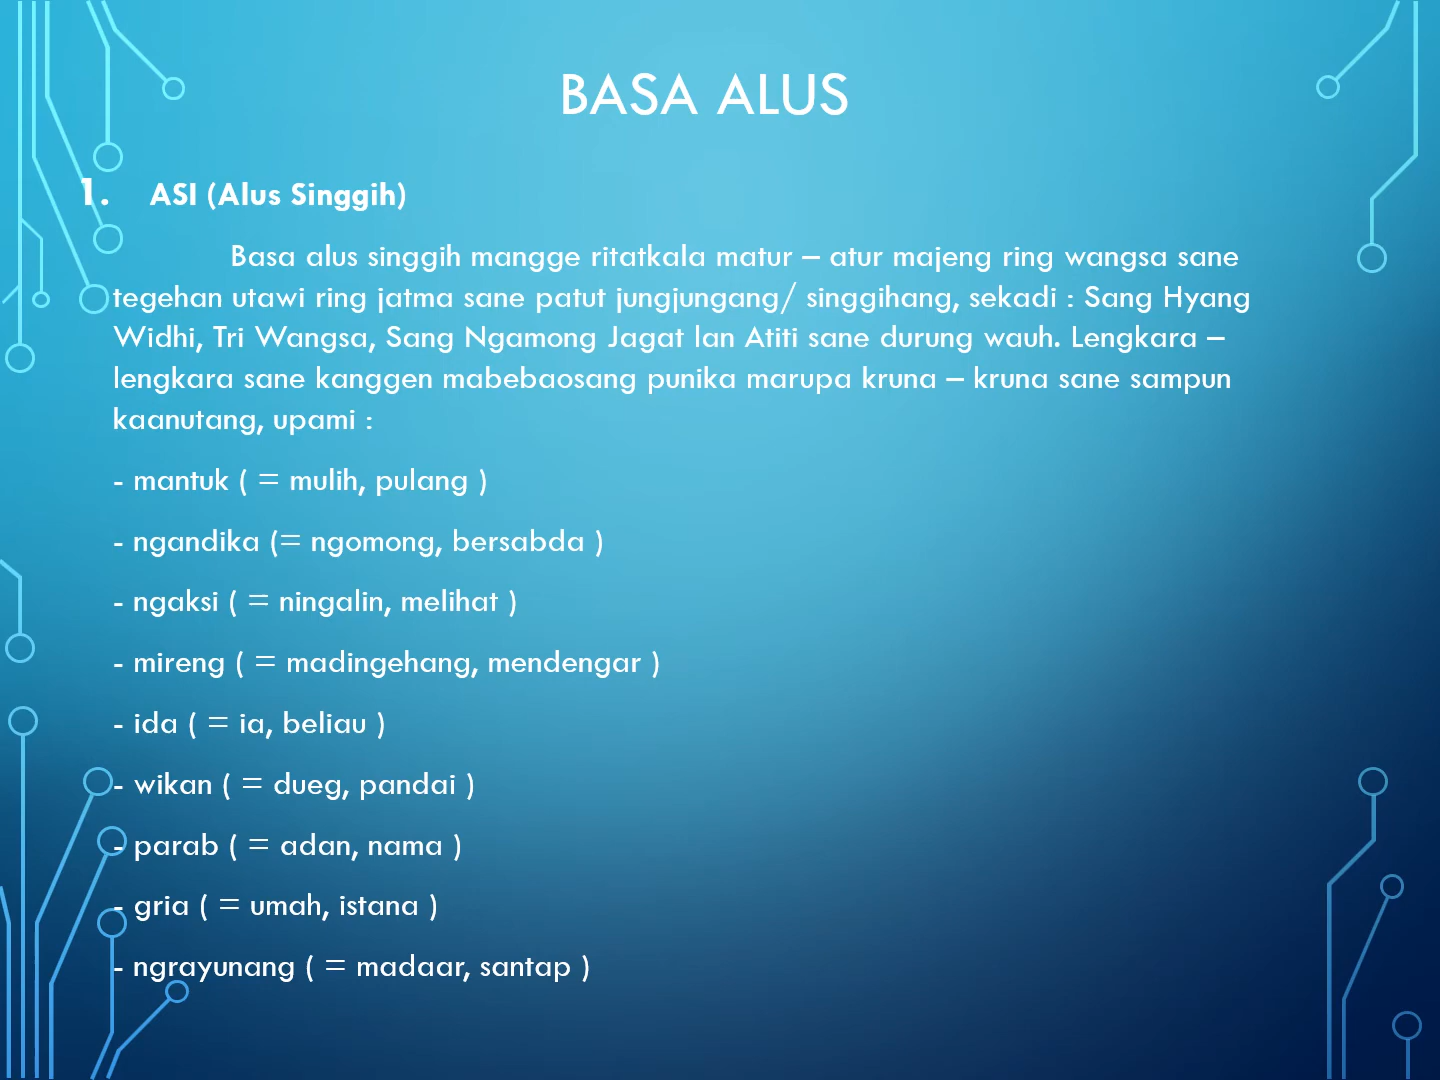 BASA ALUS
1. ASI (Alus Singgih)
Basa alus singgih mangge ritatkala matur – atur majeng ring wangsa sane
tegehan utawi ring jatma sane patut jungjungang/ singgihang, sekadi : Sang Hyang
Widhi, Tri Wangsa, Sang Ngamong Jagat lan Atiti sane durung wauh. Lengkara –
lengkara sane kanggen mabebaosang punika marupa kruna – kruna sane sampun
kaanutang, upami :
- mantuk ( = mulih, pulang )
- ngandika (= ngomong, bersabda )
- ngaksi ( = ningalin, melihat )
- mireng ( = madingehang, mendengar )
- ida ( = ia, beliau )
- wikan ( = dueg, pandai )
- parab ( = adan, nama )
- gria ( = umah, istana )
- ngrayunang ( = madaar, santap )